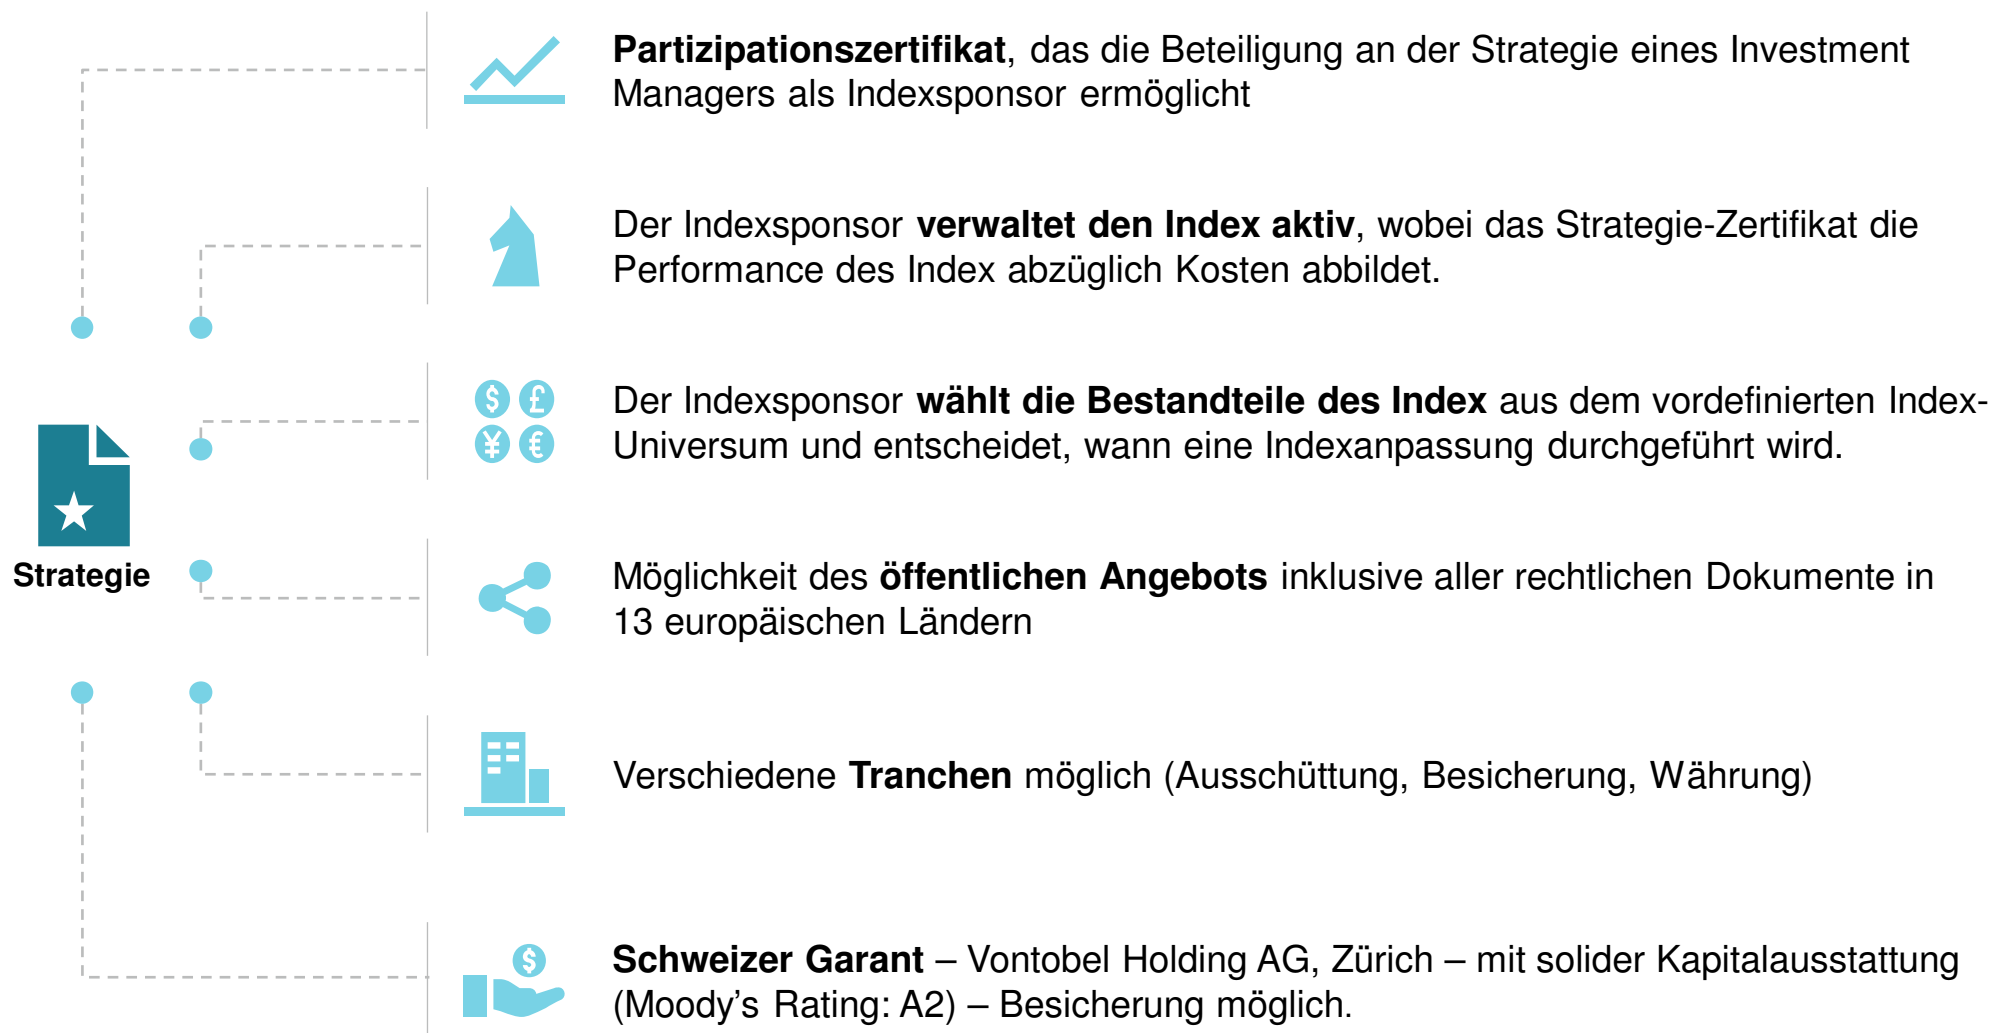 Partizipationszertifikat, das die Beteiligung an der Strategie eines Investment
Managers als Indexsponsor ermöglicht
Der Indexsponsor verwaltet den Index aktiv, wobei das Strategie-Zertifikat die
Performance des Index abzüglich Kosten abbildet.
$ £
Der Indexsponsor wählt die Bestandteile des Index aus dem vordefinierten Index-
¥ €
Universum und entscheidet, wann eine Indexanpassung durchgeführt wird.
Strategie
Möglichkeit des öffentlichen Angebots inklusive aller rechtlichen Dokumente in
13 europäischen Ländern
Verschiedene Tranchen möglich (Ausschüttung, Besicherung, Währung)
$
Schweizer Garant – Vontobel Holding AG, Zürich – mit solider Kapitalausstattung
(Moody’s Rating: A2) – Besicherung möglich.